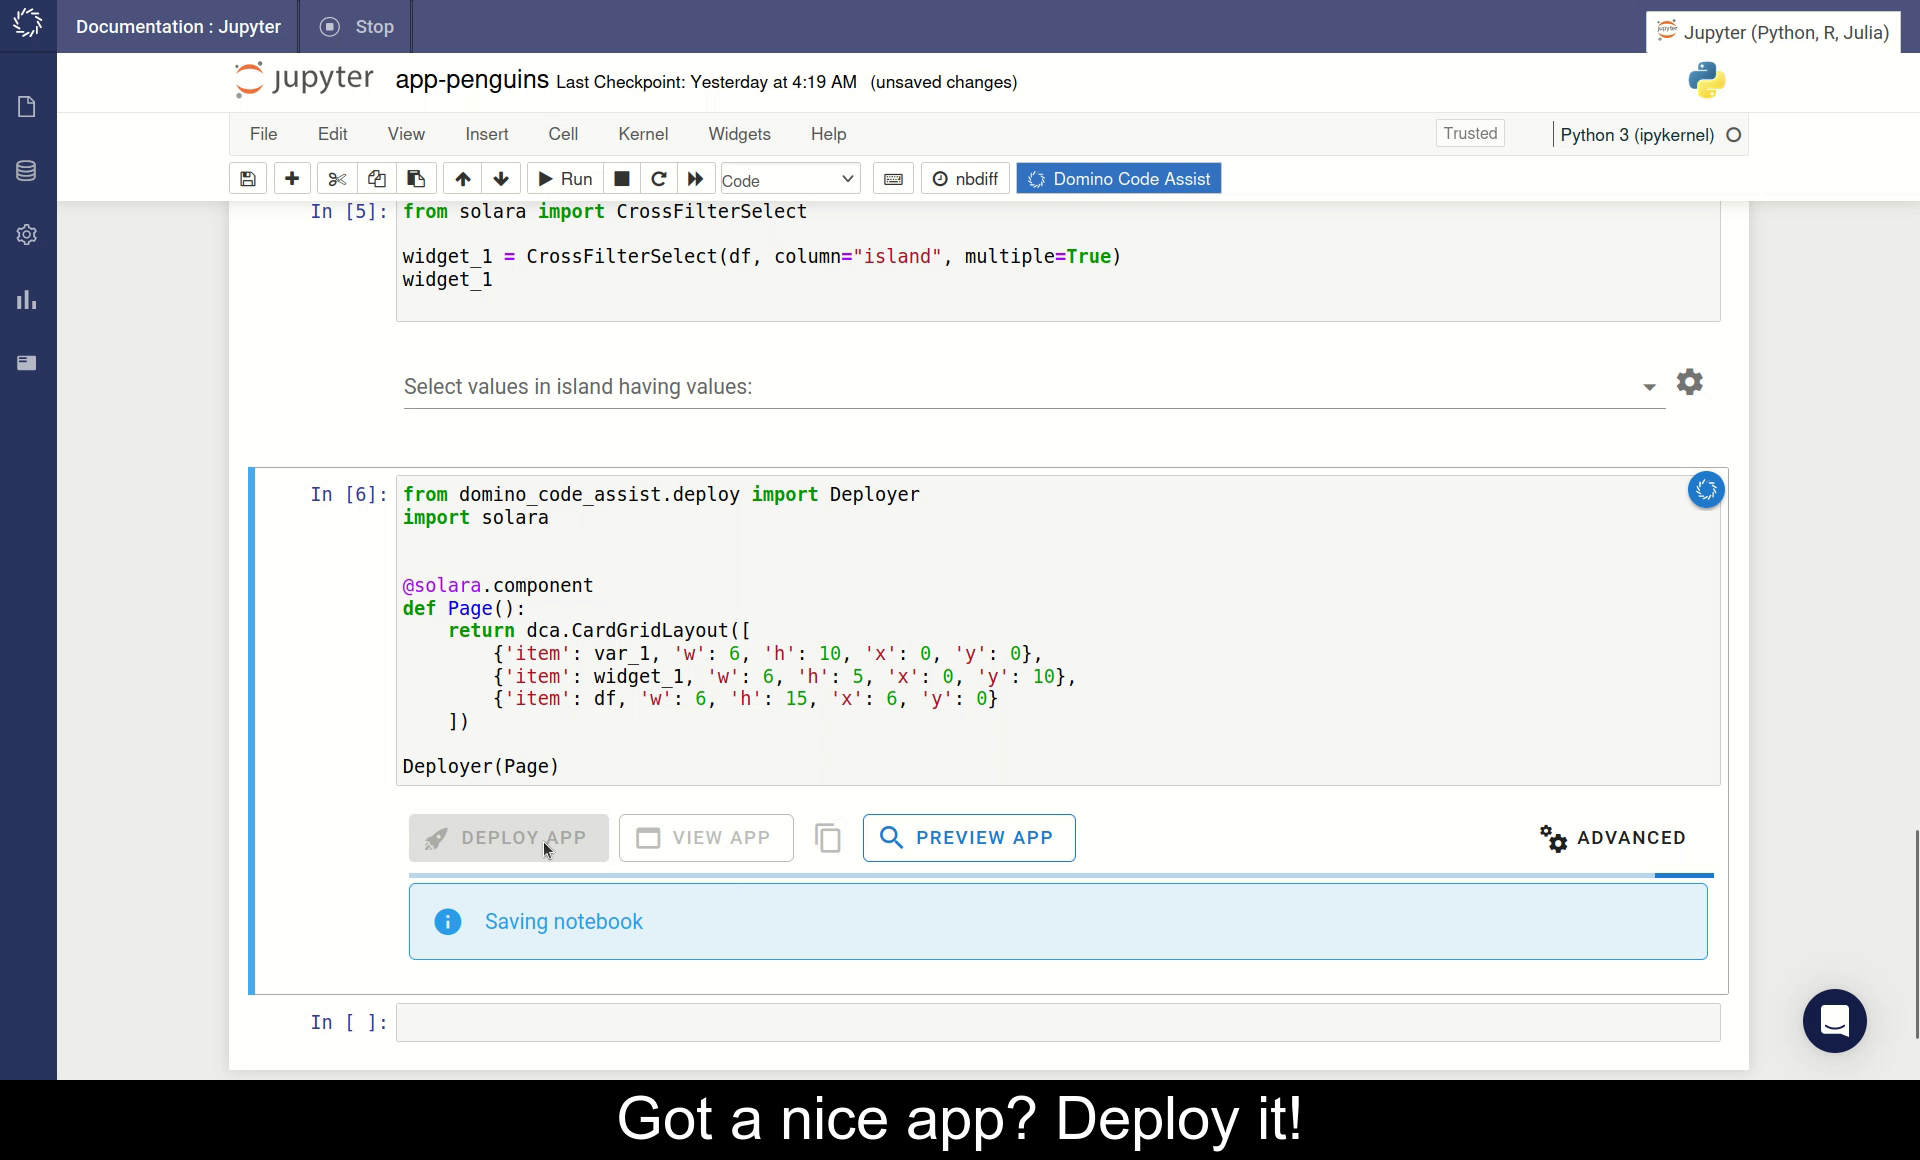 Documentation : Jupyter
Stop
Jupyter (Python, R, Julia)
jupyter app-penguins Last Checkpoint: Yesterday at 4:19 AM (unsaved changes)
File Edit View Insert Cell Kernel Widgets Help
Trusted
Python 3 (ipykernel)
Run
Code
nbdiff
Domino Code Assist
In [5]: from solara import CrossFilterSelect
widget_1 = CrossFilterSelect(df, column="island", multiple=True)
widget_1
Select values in island having values:
In [6]: from domino_code_assist.deploy import Deployer
import solara
@solara.component
def Page():
    return dca.CardGridLayout([
        {'item': var_1, 'w': 6, 'h': 10, 'x': 0, 'y': 0},
        {'item': widget_1, 'w': 6, 'h': 5, 'x': 0, 'y': 10},
        {'item': df, 'w': 6, 'h': 15, 'x': 6, 'y': 0}
    ])
Deployer(Page)
DEPLOY APP
VIEW APP
PREVIEW APP
ADVANCED
Saving notebook
In [ ]:
Got a nice app? Deploy it!